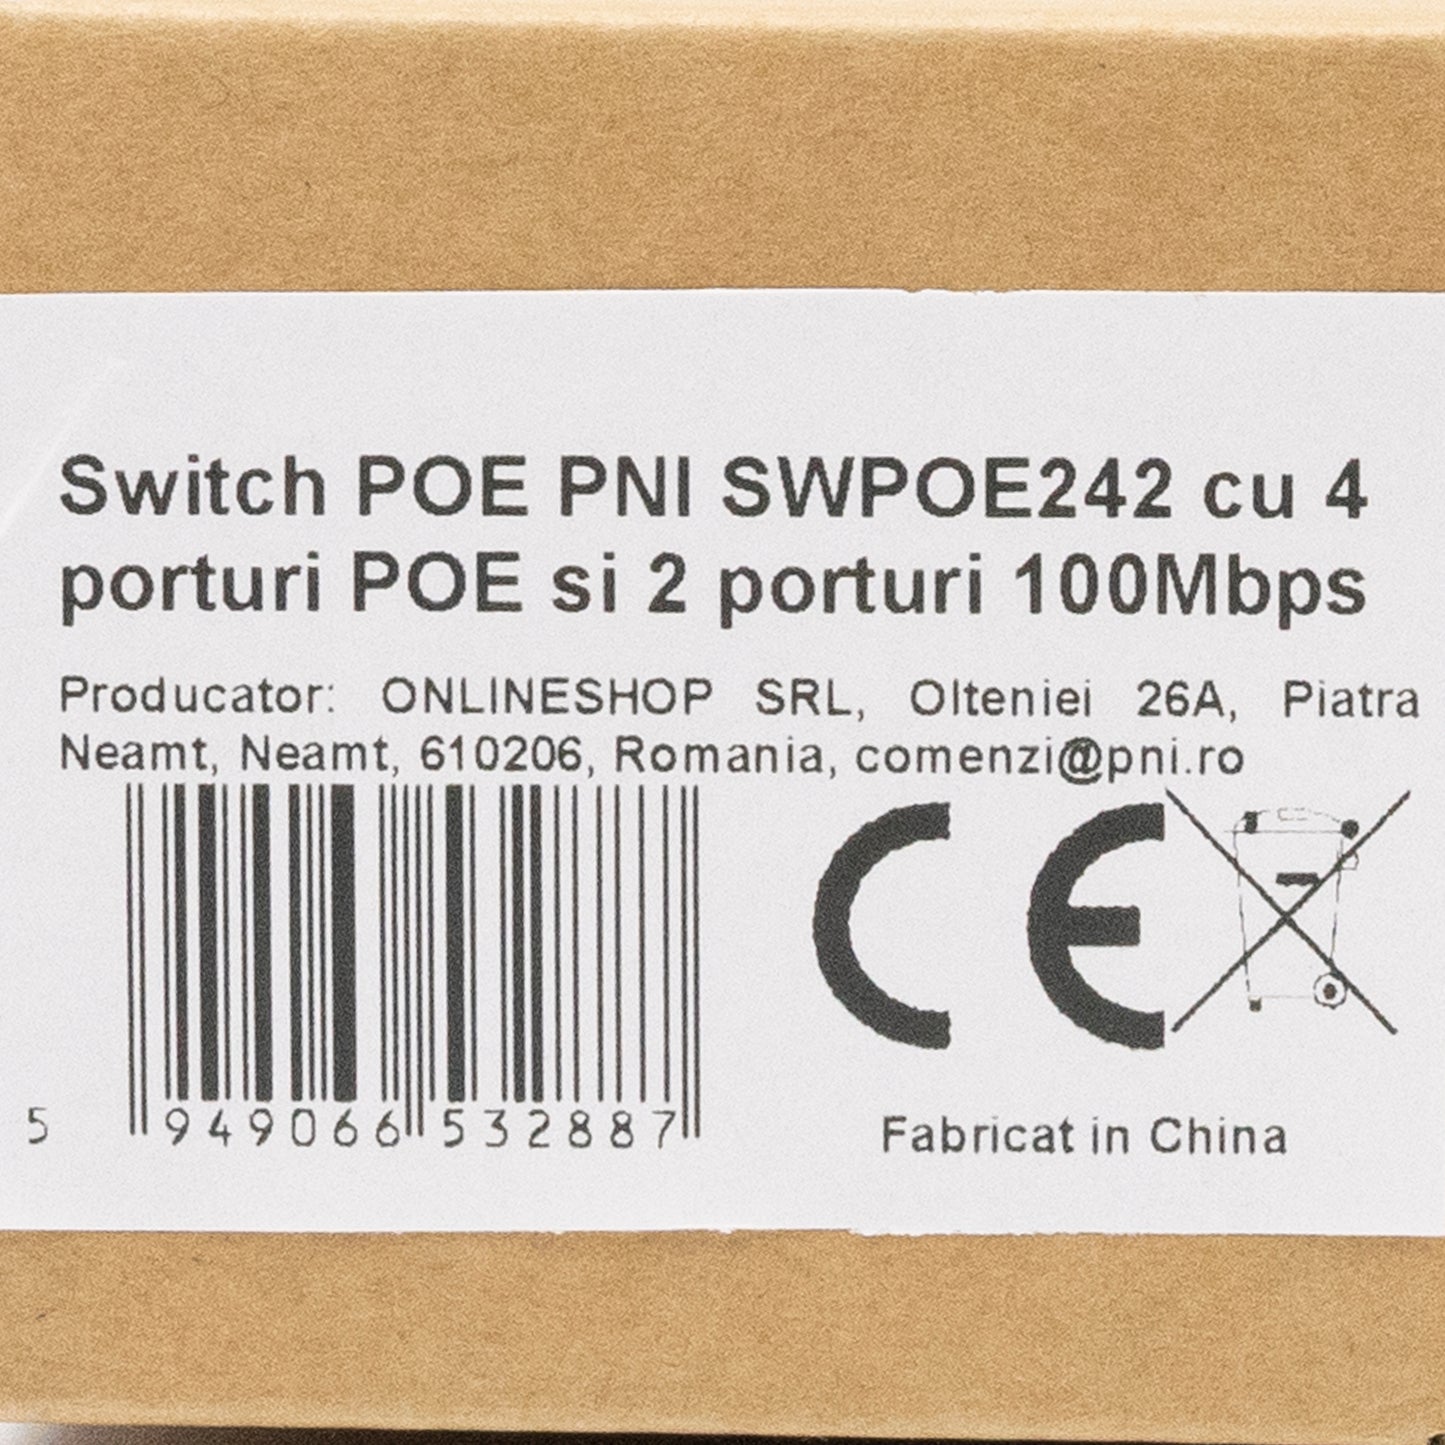 Switch POE PNI SWPOE242 cu 4
porturi POE si 2 porturi 100Mbps
Producator: ONLINESHOP SRL, Olteniei 26A, Piatra
Neamt, Neamt, 610206, Romania, comenzi@pni.ro
CE
5 949066 532887
Fabricat in China